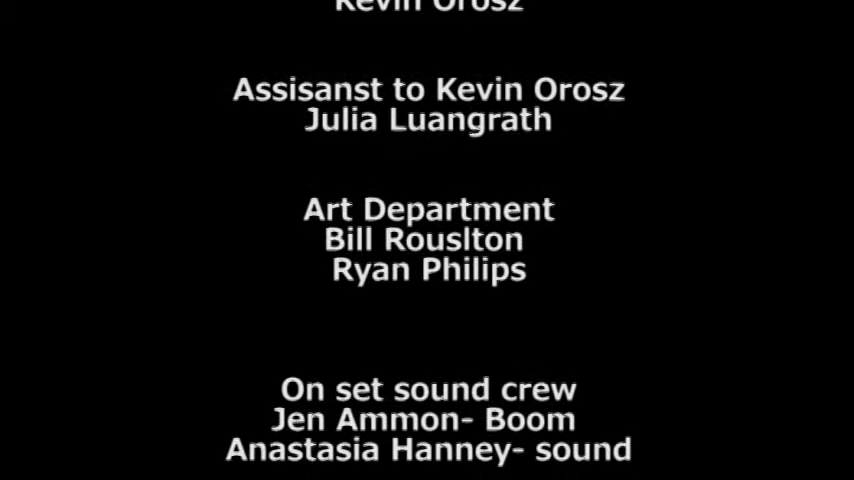 Kevin Orosz
Assisanst to Kevin Orosz
Julia Luangrath
Art Department
Bill Rouslton
Ryan Philips
On set sound crew
Jen Ammon- Boom
Anastasia Hanney- sound